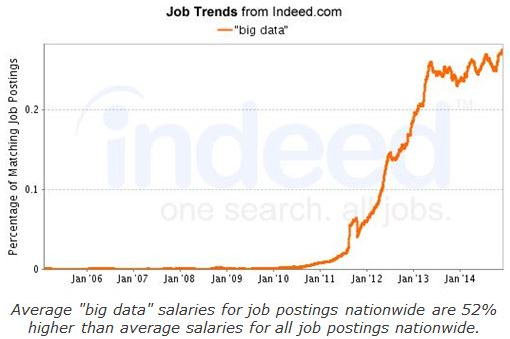 Job Trends from Indeed.com
"big data"
Percentage of Matching Job Postings
0.2
0.1
0
indeed™
one search. all jobs.
Jan '06 Jan '07 Jan '08 Jan '09 Jan '10 Jan '11 Jan '12 Jan '13 Jan '14
Average "big data" salaries for job postings nationwide are 52%
higher than average salaries for all job postings nationwide.